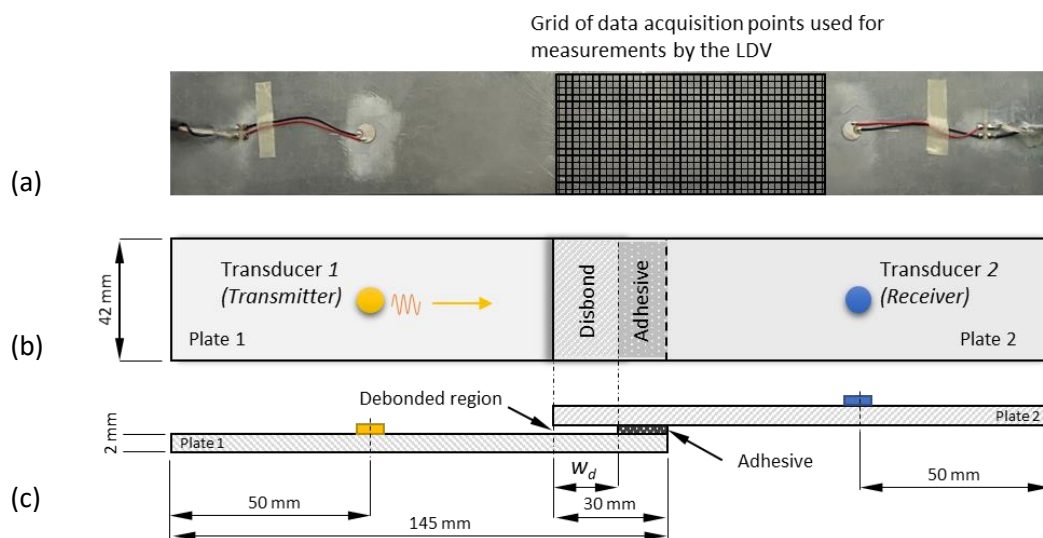 Grid of data acquisition points used for
measurements by the LDV
(a)
42 mm
Transducer 1
(Transmitter)
Plate 1
Disbond
Adhesive
Transducer 2
(Receiver)
Plate 2
(b)
Debonded region
2 mm
Plate 1
Plate 2
Adhesive
w_d
(c)
50 mm
30 mm
50 mm
145 mm